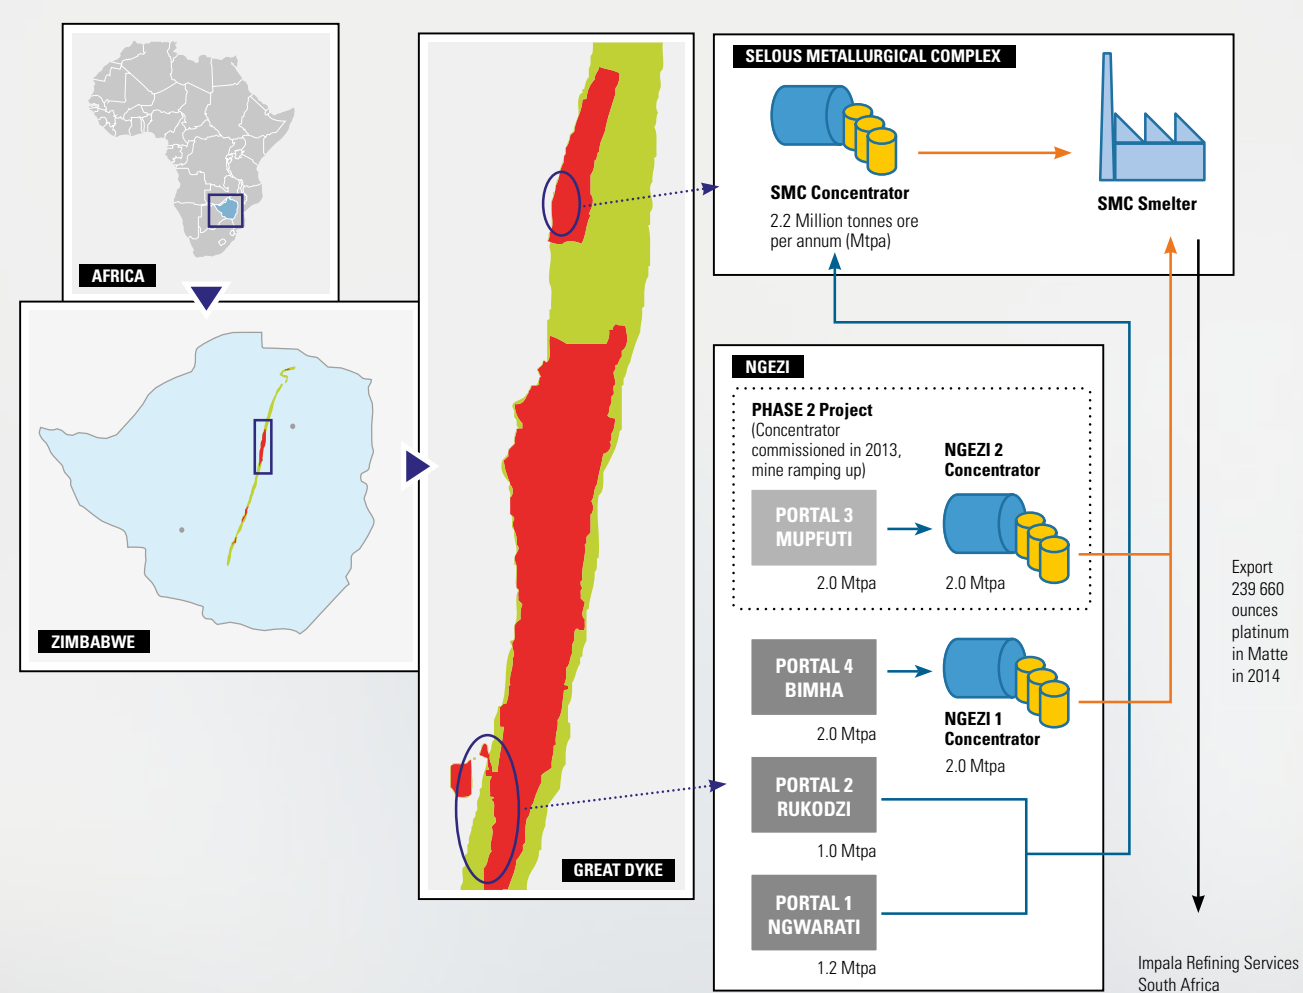 AFRICA
ZIMBABWE
GREAT DYKE
SELOUS METALLURGICAL COMPLEX
SMC Concentrator
2.2 Million tonnes ore
per annum (Mtpa)
SMC Smelter
NGEZI
PHASE 2 Project
(Concentrator
commissioned in 2013,
mine ramping up)
NGEZI 2
Concentrator
PORTAL 3
MUPFUTI
2.0 Mtpa
2.0 Mtpa
PORTAL 4
BIMHA
2.0 Mtpa
NGEZI 1
Concentrator
2.0 Mtpa
PORTAL 2
RUKODZI
1.0 Mtpa
PORTAL 1
NGWARATI
1.2 Mtpa
Export
239 660
ounces
platinum
in Matte
in 2014
Impala Refining Services
South Africa